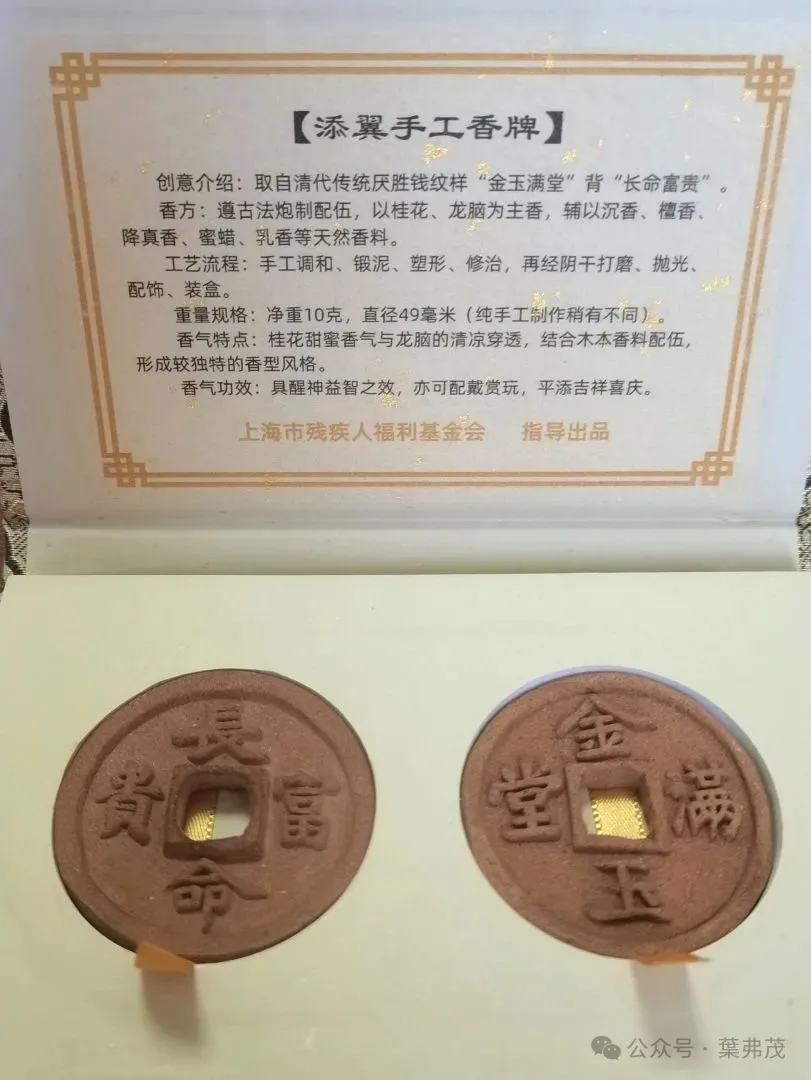 【添翼手工香牌】
创意介绍：取自清代传统厌胜钱纹样“金玉满堂”背“长命富贵”。
香方：遵古法炮制配伍，以桂花、龙脑为主香，辅以沉香、檀香、
降真香、蜜蜡、乳香等天然香料。
工艺流程：手工调和、锻泥、塑形、修治，再经阴干打磨、抛光、
配饰、装盒。
重量规格：净重10克，直径49毫米（纯手工制作稍有不同）。
香气特点：桂花甜蜜香气与龙脑的清凉穿透，结合木本香料配伍，
形成较独特的香型风格。
香气功效：具醒神益智之效，亦可配戴赏玩，平添吉祥喜庆。
上海市残疾人福利基金会 指导出品
長命富貴
金玉滿堂
公众号·葉弗茂